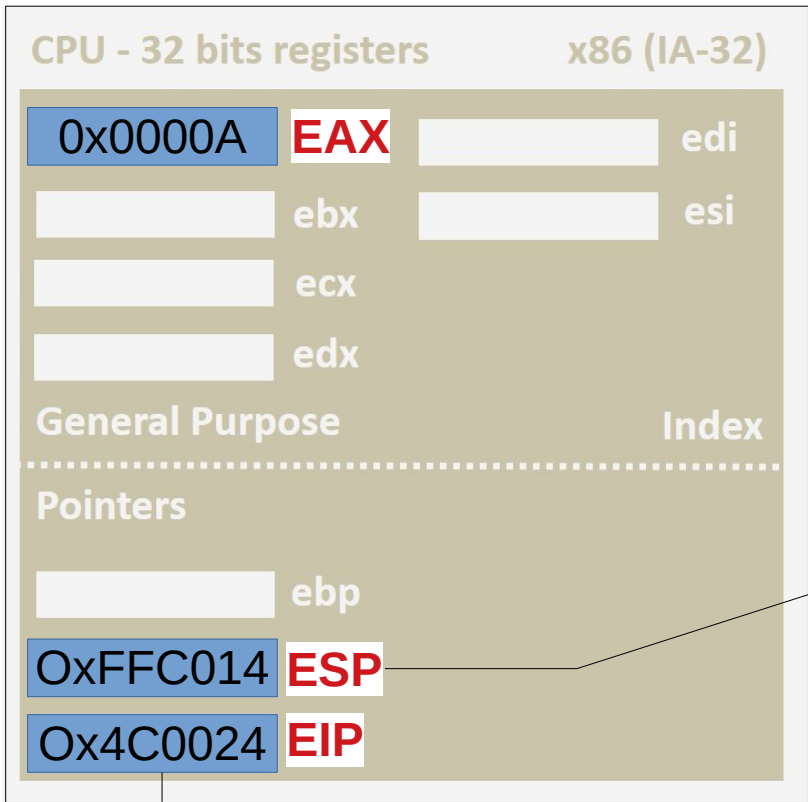 CPU - 32 bits registers x86 (IA-32)
0x0000A EAX edi
ebx esi
ecx
edx
General Purpose Index
Pointers
ebp
OxFFC014 ESP
Ox4C0024 EIP